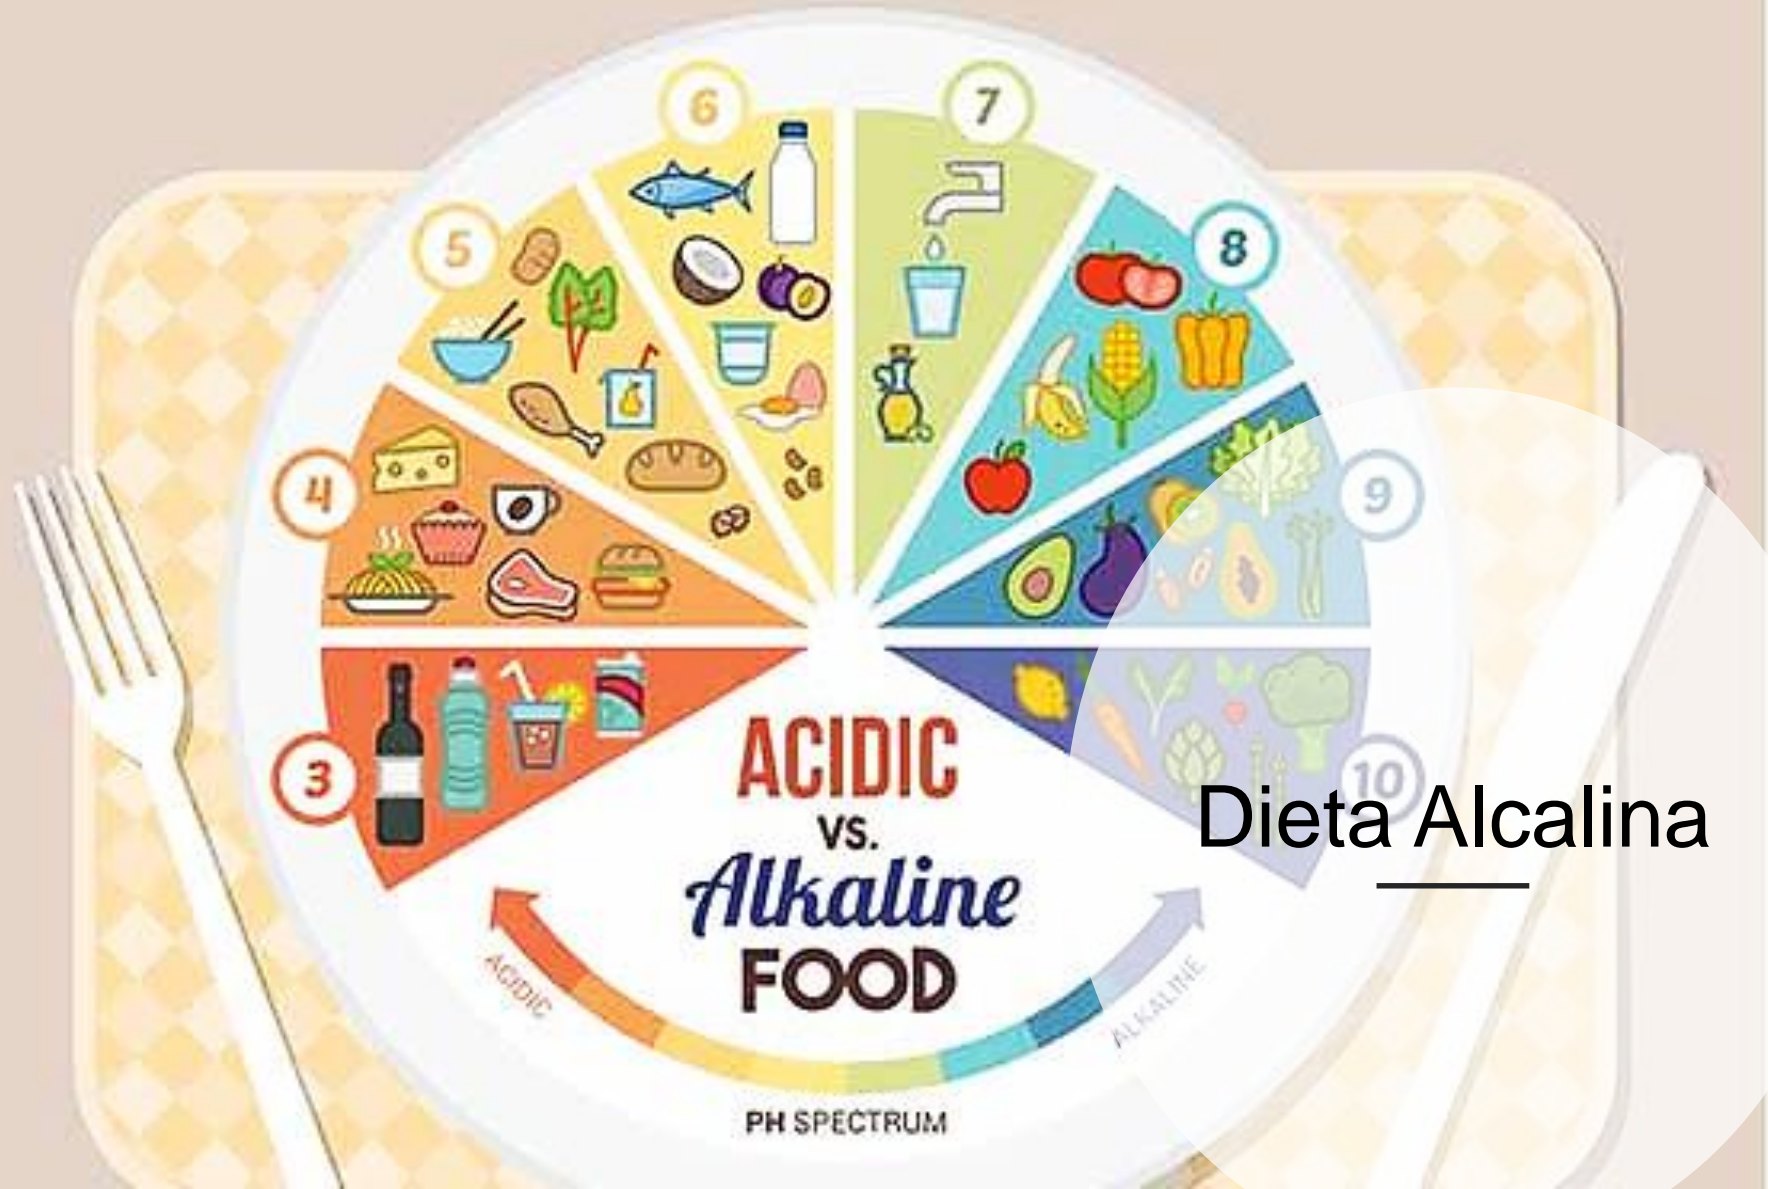 6
7
5
8
4
9
3
10
ACIDIC
VS.
Alkaline
FOOD
Dieta Alcalina
ACIDIC
ALKALINE
PH SPECTRUM